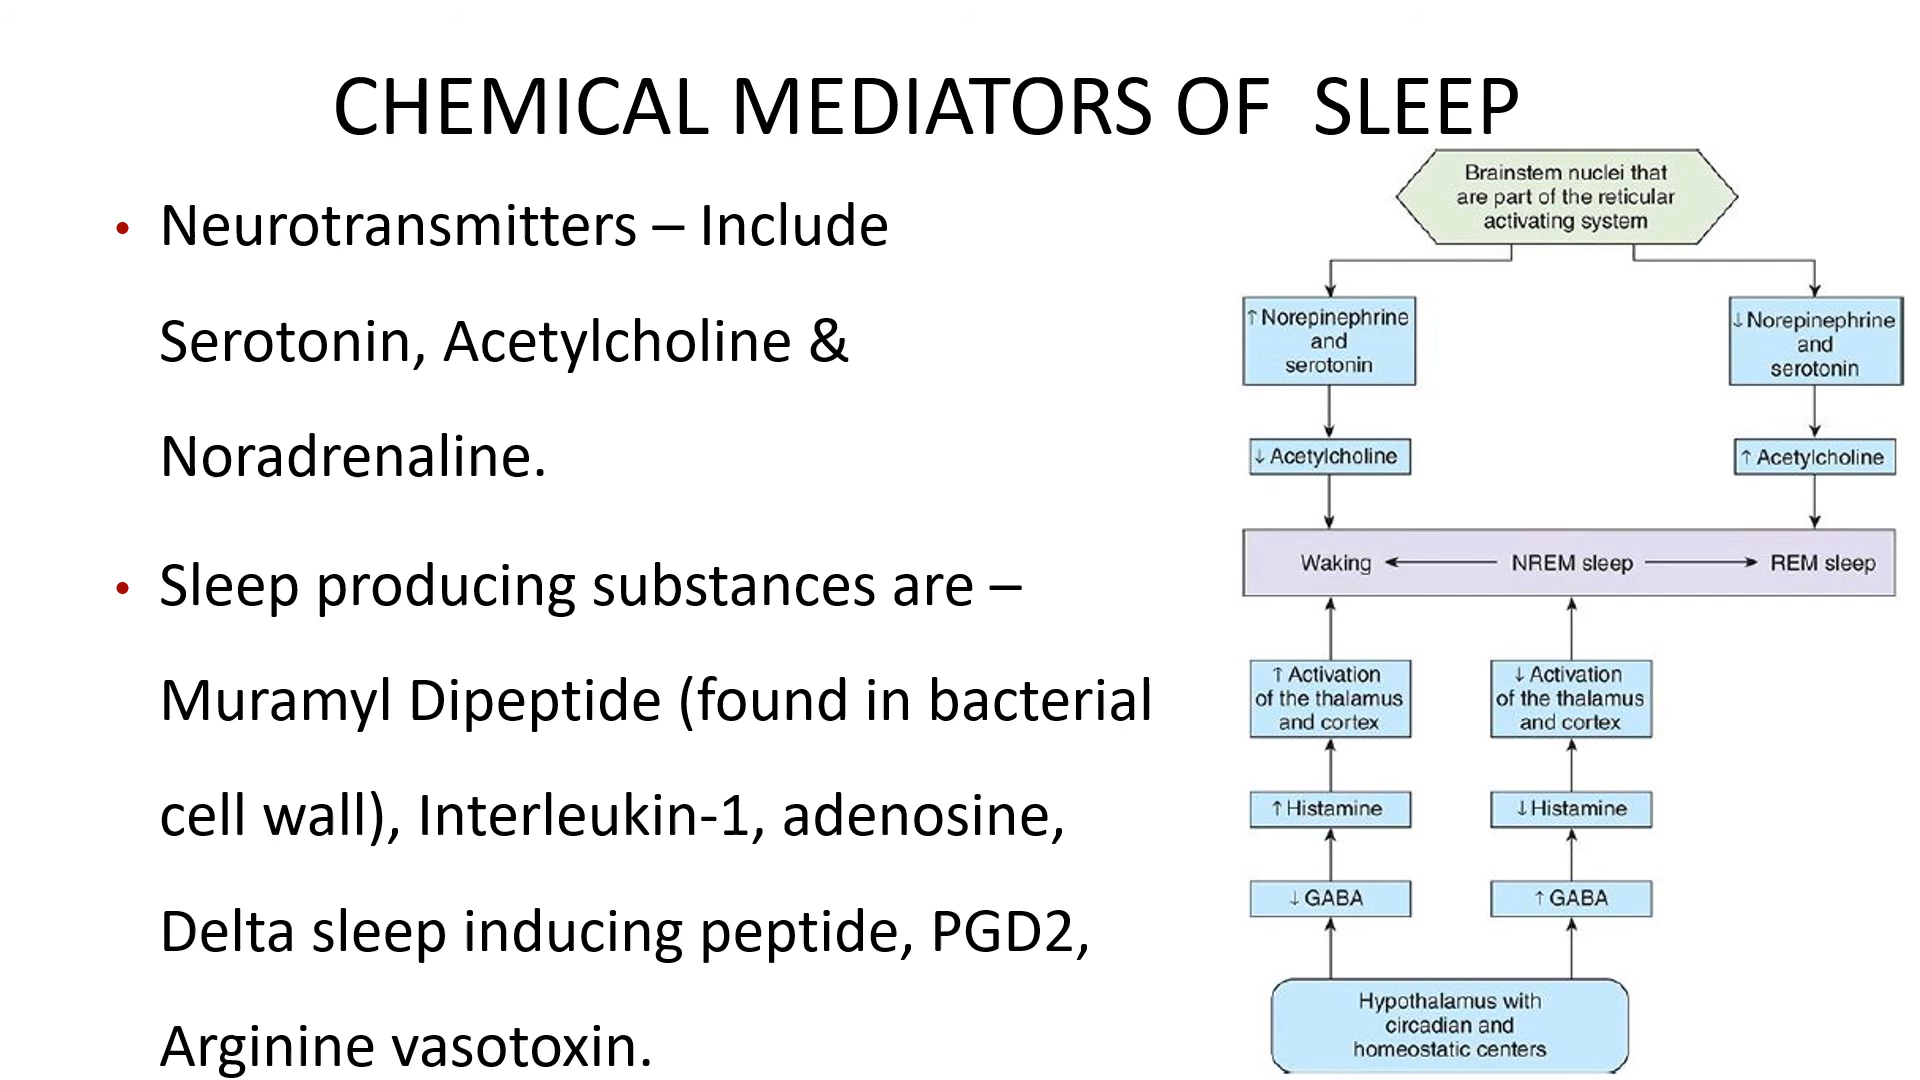 CHEMICAL MEDIATORS OF  SLEEP
• Neurotransmitters – Include
Serotonin, Acetylcholine &
Noradrenaline.
• Sleep producing substances are –
Muramyl Dipeptide (found in bacterial
cell wall), Interleukin-1, adenosine,
Delta sleep inducing peptide, PGD2,
Arginine vasotoxin.
Brainstem nuclei that
are part of the reticular
activating system
↑ Norepinephrine
and
serotonin
↓ Norepinephrine
and
serotonin
↓ Acetylcholine
↑ Acetylcholine
Waking
NREM sleep
REM sleep
↑ Activation
of the thalamus
and cortex
↓ Activation
of the thalamus
and cortex
↑ Histamine
↓ Histamine
↓ GABA
↑ GABA
Hypothalamus with
circadian and
homeostatic centers